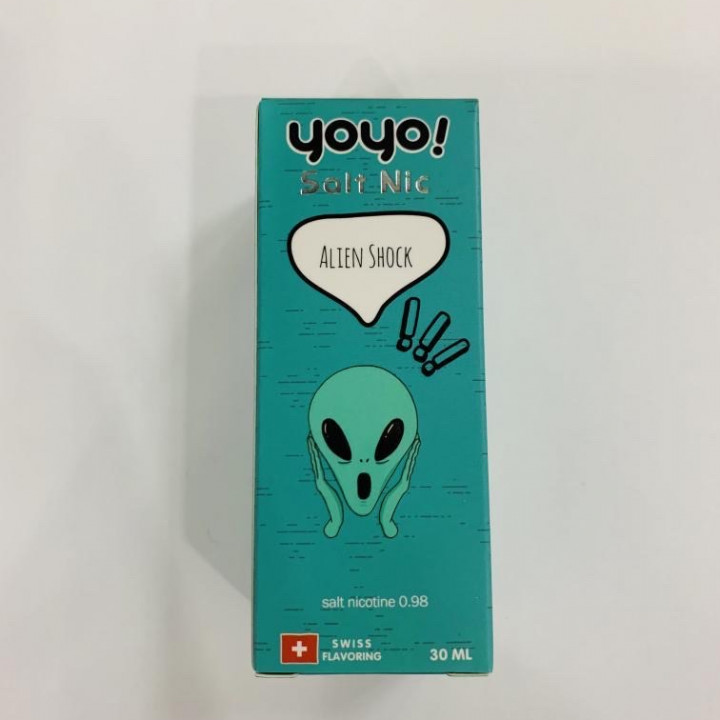 yoyo!
Salt Nic
ALIEN SHOCK
!!!
salt nicotine 0.98
SWISS
FLAVORING
30 ML